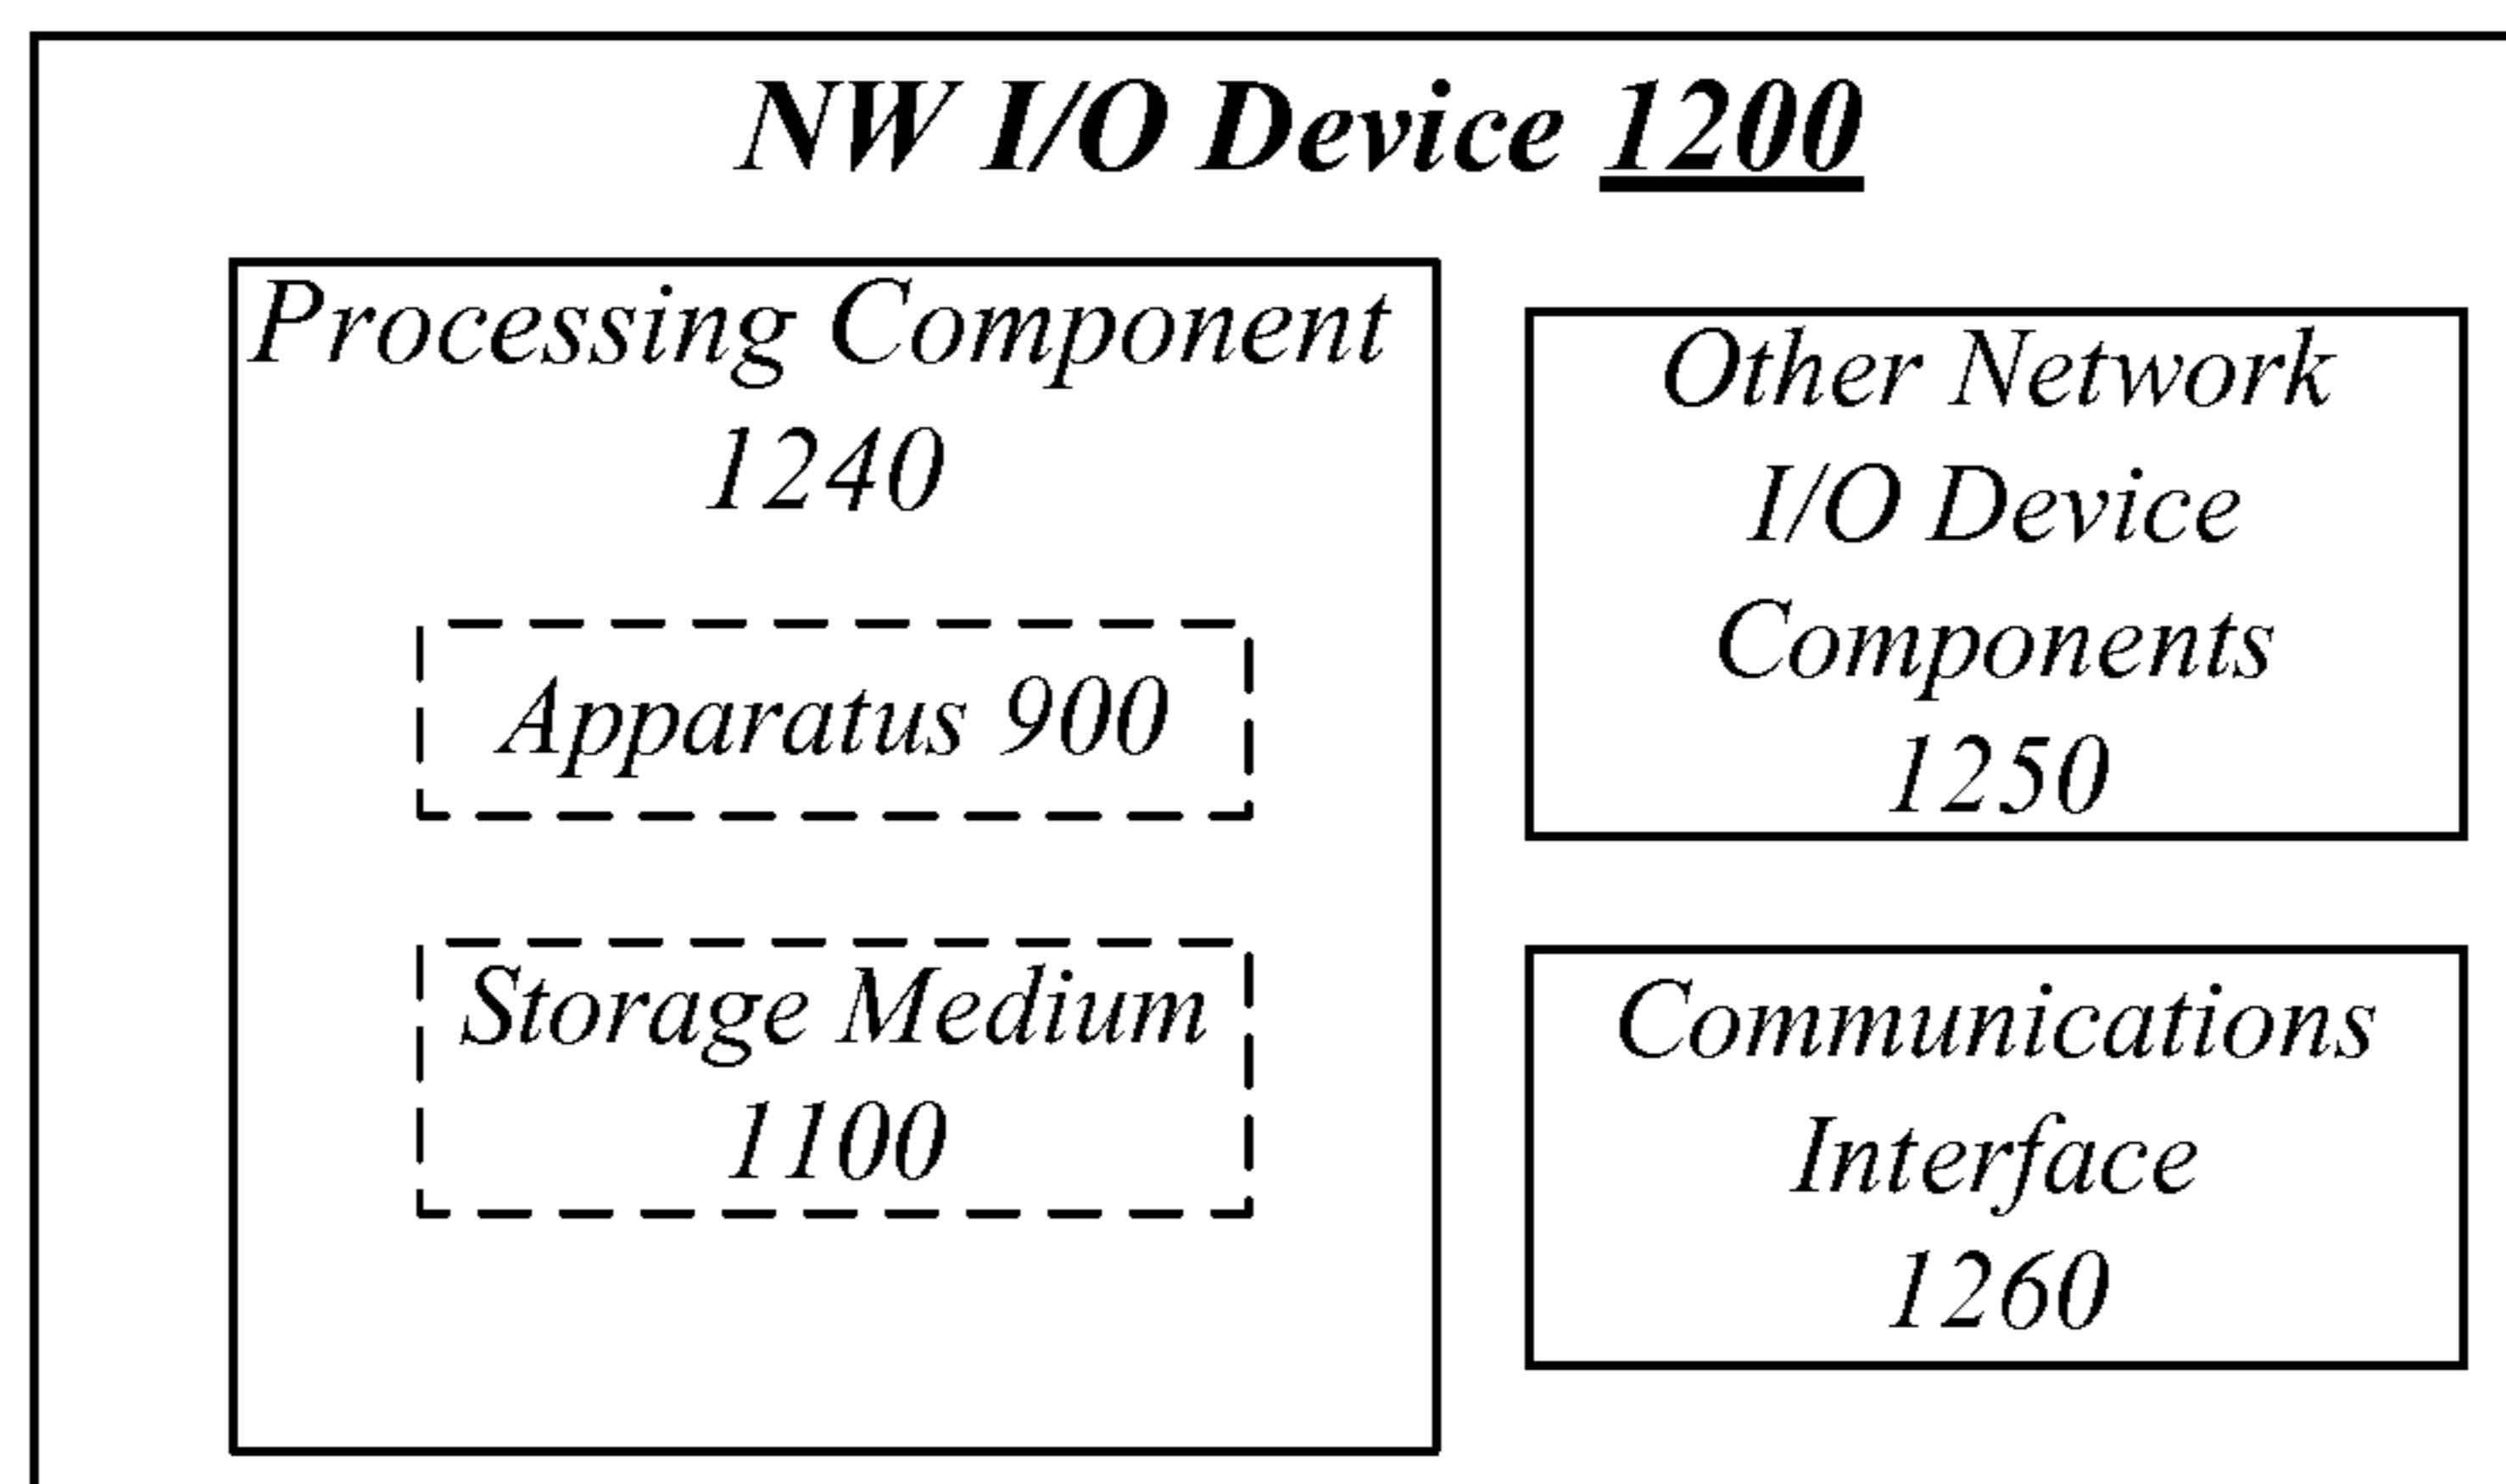 NW I/O Device 1200
Processing Component
1240
Apparatus 900
Storage Medium
1100
Other Network
I/O Device
Components
1250
Communications
Interface
1260